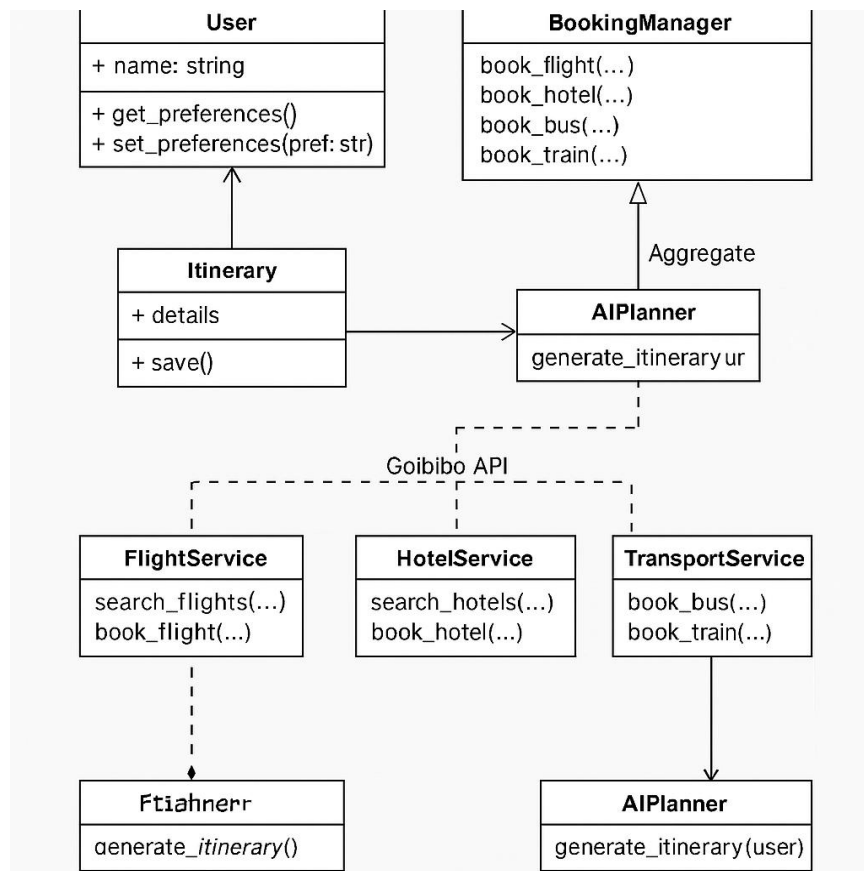 User
+ name: string
+ get_preferences()
+ set_preferences(pref: str)
BookingManager
book_flight(...)
book_hotel(...)
book_bus(...)
book_train(...)
Itinerary
+ details
+ save()
Aggregate
AIPlanner
generate_itinerary ur
Goibibo API
FlightService
search_flights(...)
book_flight(...)
HotelService
search_hotels(...)
book_hotel(...)
TransportService
book_bus(...)
book_train(...)
Ftiahnerr
generate_itinerary()
AIPlanner
generate_itinerary(user)